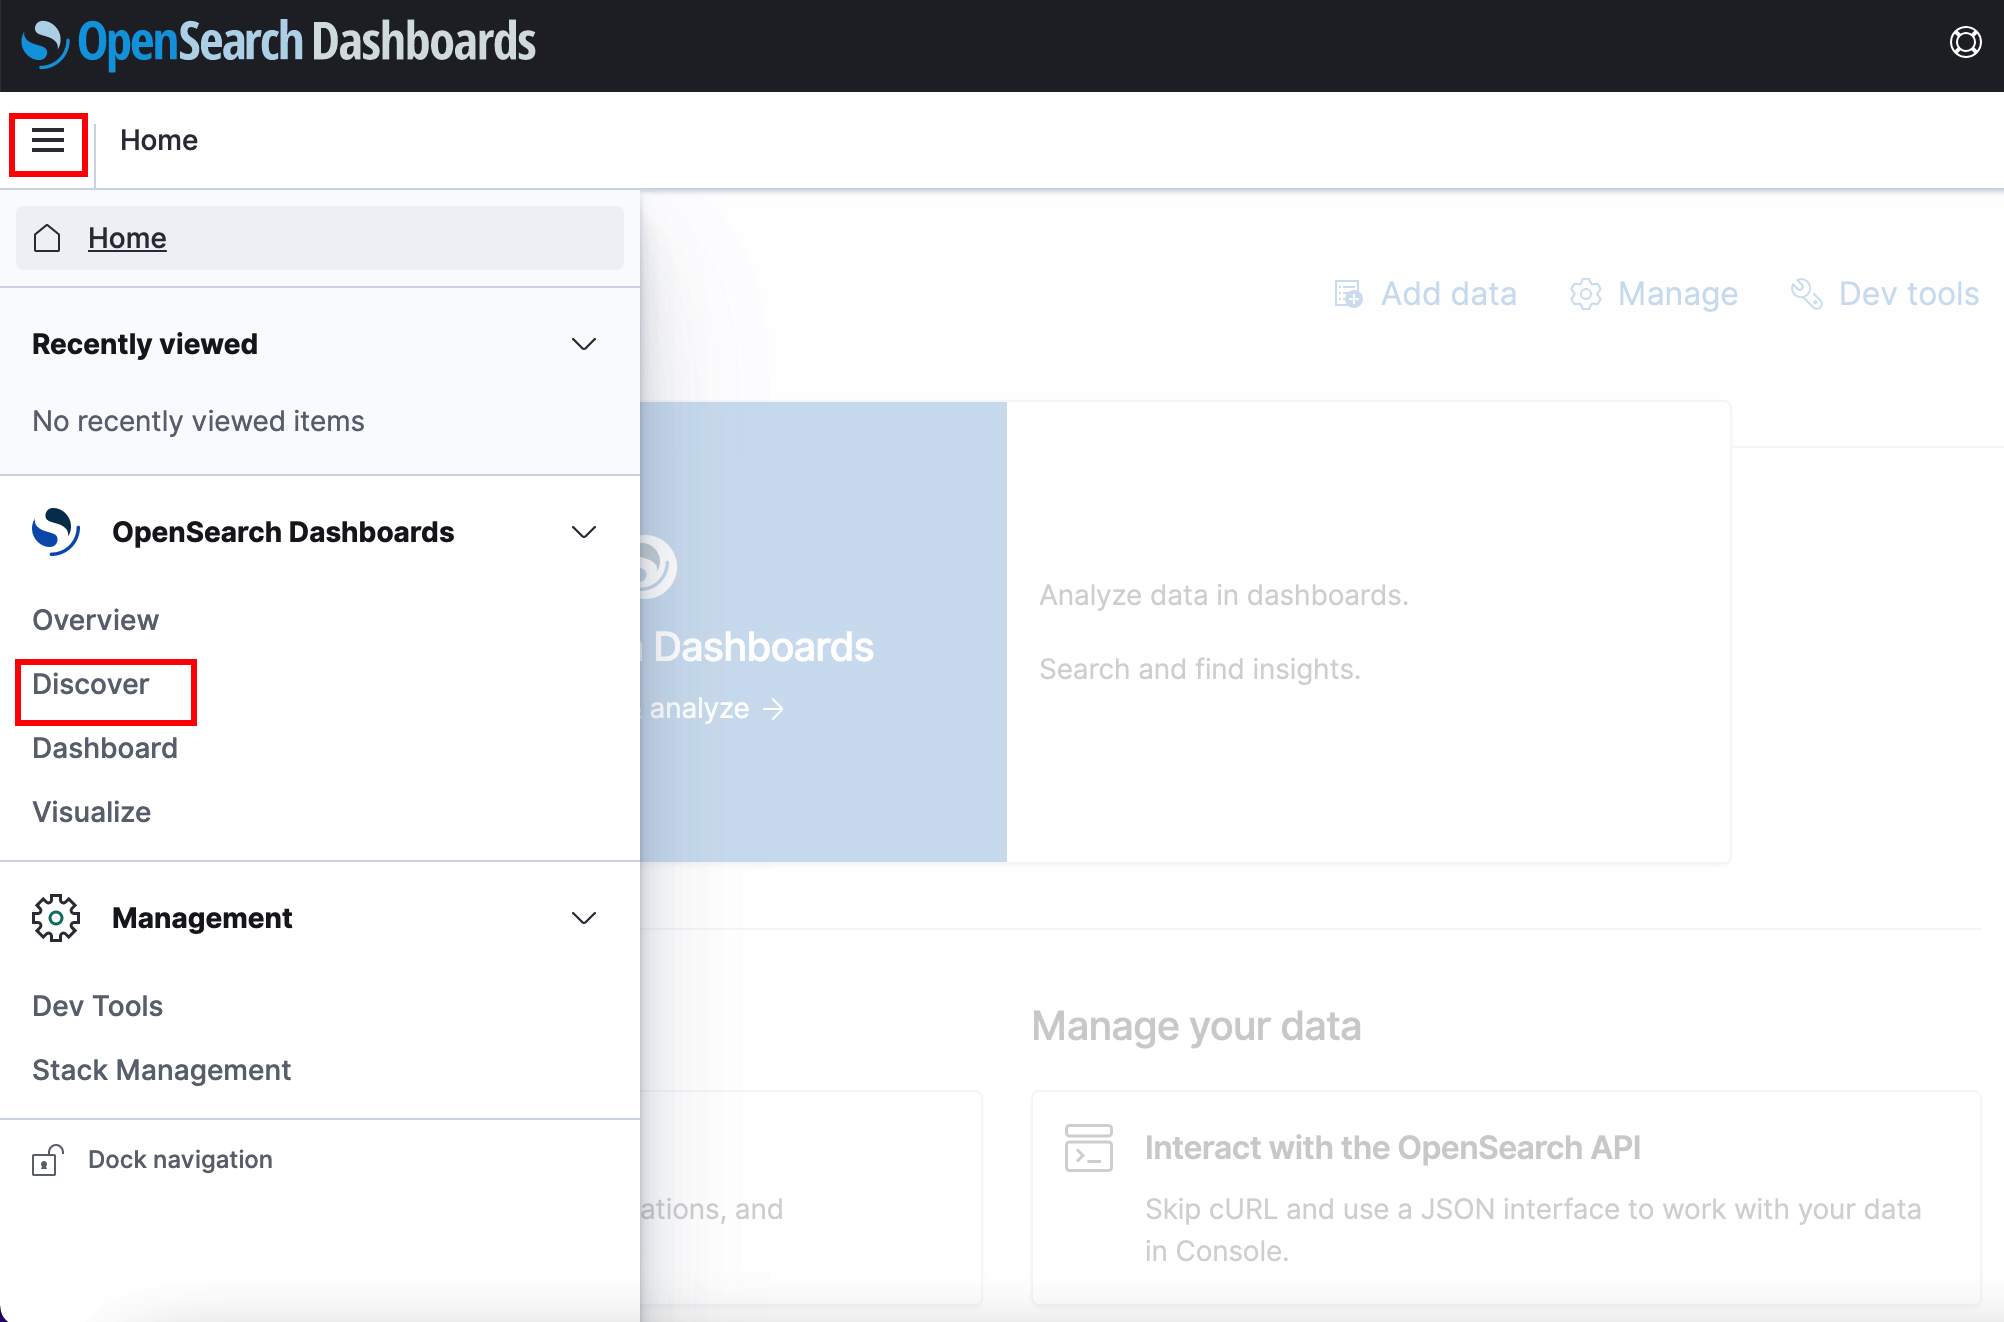 OpenSearch Dashboards
Home
Home
Recently viewed
No recently viewed items
OpenSearch Dashboards
Overview
Discover
Dashboard
Visualize
Management
Dev Tools
Stack Management
Dock navigation
Add data
Manage
Dev tools
Dashboards
analyze
Analyze data in dashboards.
Search and find insights.
Manage your data
ations, and
Interact with the OpenSearch API
Skip cURL and use a JSON interface to work with your data
in Console.